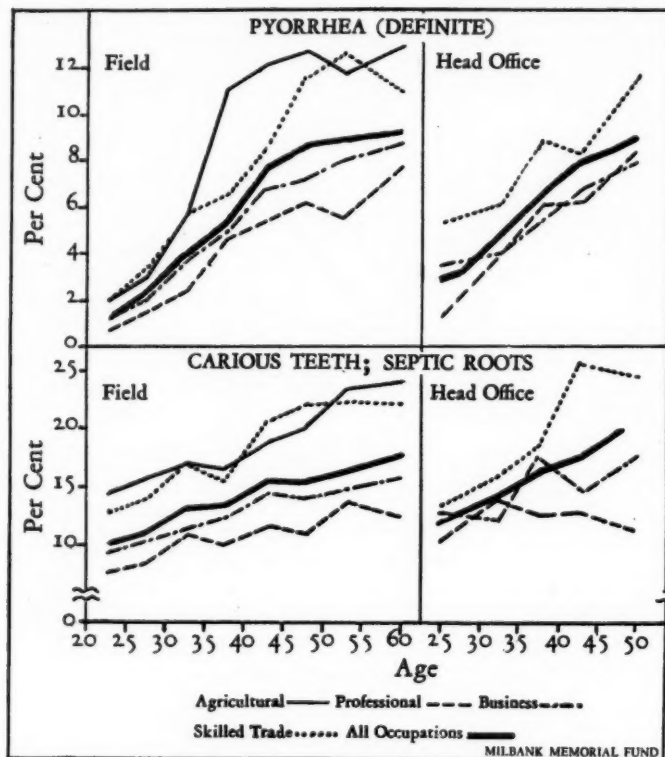 PYORRHEA (DEFINITE)
Field
Head Office
Per Cent
12
10
8
6
4
2
0
CARIOUS TEETH; SEPTIC ROOTS
Field
Head Office
Per Cent
25
20
15
10
0
20 25 30 35 40 45 50 55 60 25 30 35 40 45 50
Age
Agricultural Professional Business
Skilled Trade All Occupations
MILBANK MEMORIAL FUND